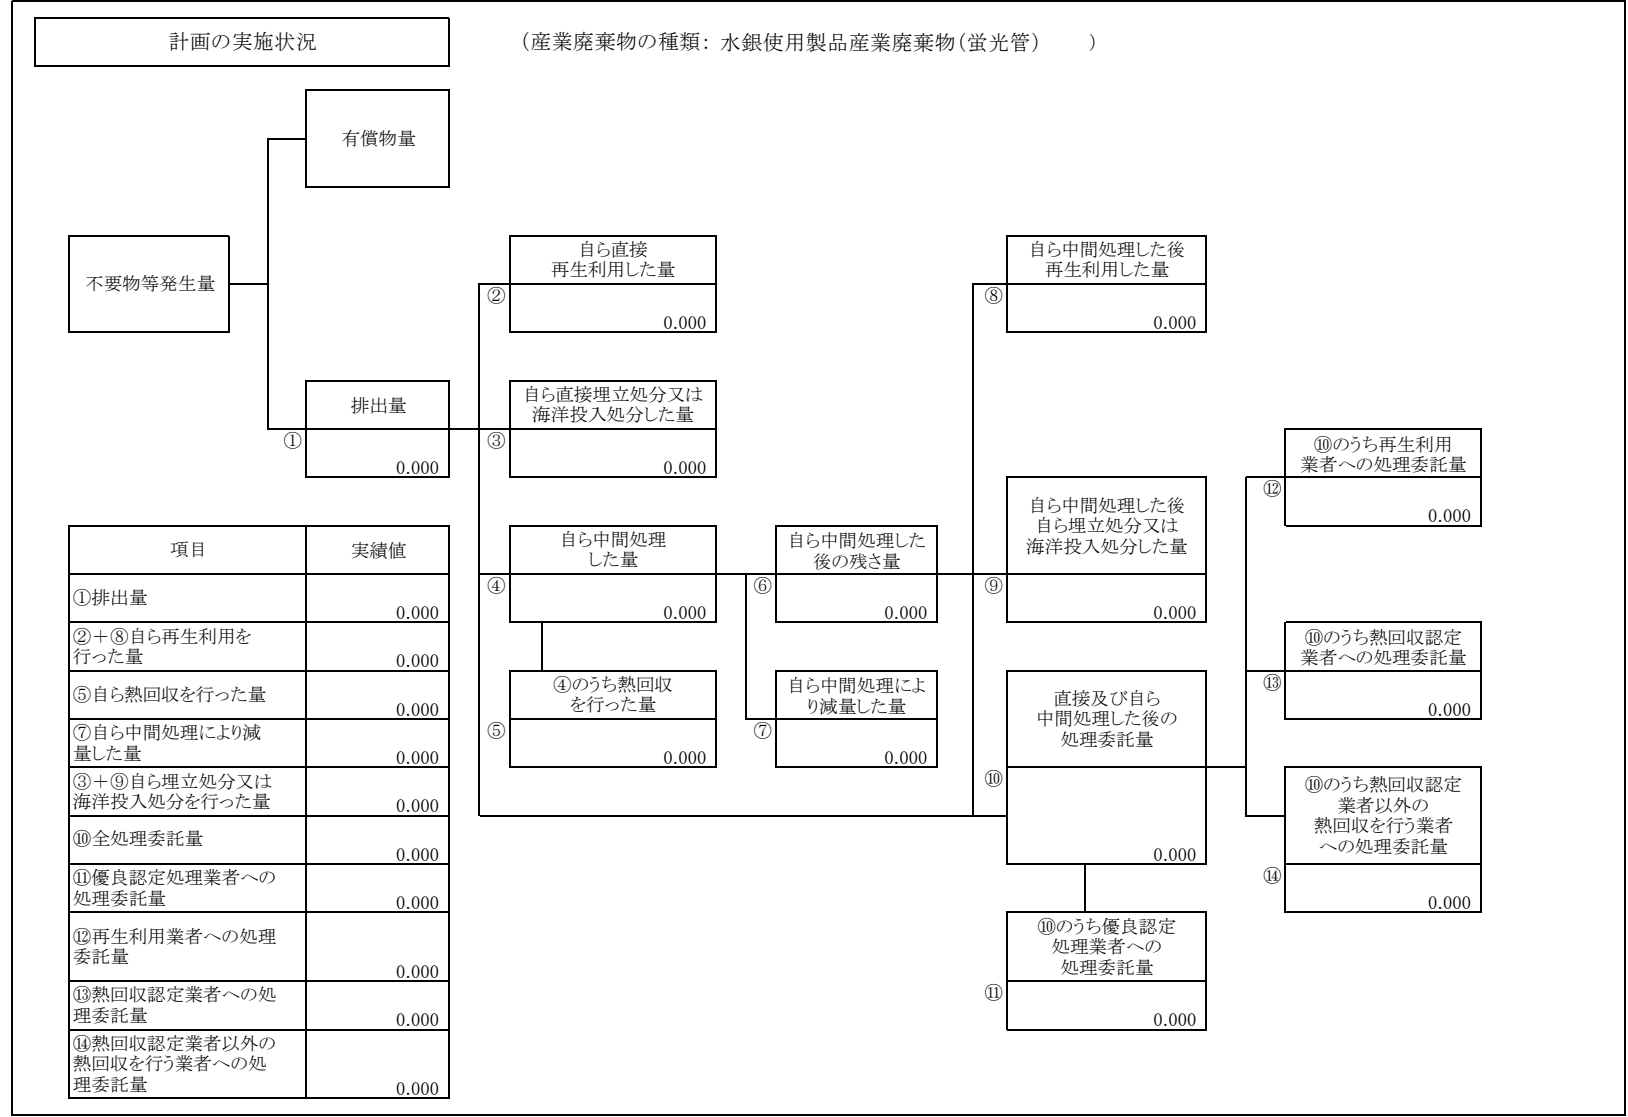 計画の実施状況
（産業廃棄物の種類：水銀使用製品産業廃棄物（蛍光管）　　）
有償物量
不要物等発生量
自ら直接
再生利用した量
②
0.000
自ら中間処理した後
再生利用した量
⑧
0.000
排出量
①
0.000
自ら直接埋立処分又は
海洋投入処分した量
③
0.000
⑩のうち再生利用
業者への処理委託量
⑫
0.000
自ら中間処理
した量
④
0.000
自ら中間処理した
後の残さ量
⑥
0.000
自ら中間処理した後
自ら埋立処分又は
海洋投入処分した量
⑨
0.000
⑩のうち熱回収認定
業者への処理委託量
⑬
0.000
④のうち熱回収
を行った量
⑤
0.000
自ら中間処理によ
り減量した量
⑦
0.000
直接及び自ら
中間処理した後の
処理委託量
⑩
0.000
⑩のうち熱回収認定
業者以外の
熱回収を行う業者
への処理委託量
⑭
0.000
⑩のうち優良認定
処理業者への
処理委託量
⑪
0.000
項目
実績値
①排出量
0.000
②＋⑧自ら再生利用を
行った量
0.000
⑤自ら熱回収を行った量
0.000
⑦自ら中間処理により減
量した量
0.000
③＋⑨自ら埋立処分又は
海洋投入処分を行った量
0.000
⑩全処理委託量
0.000
⑪優良認定処理業者への
処理委託量
0.000
⑫再生利用業者への処理
委託量
0.000
⑬熱回収認定業者への処
理委託量
0.000
⑭熱回収認定業者以外の
熱回収を行う業者への処
理委託量
0.000